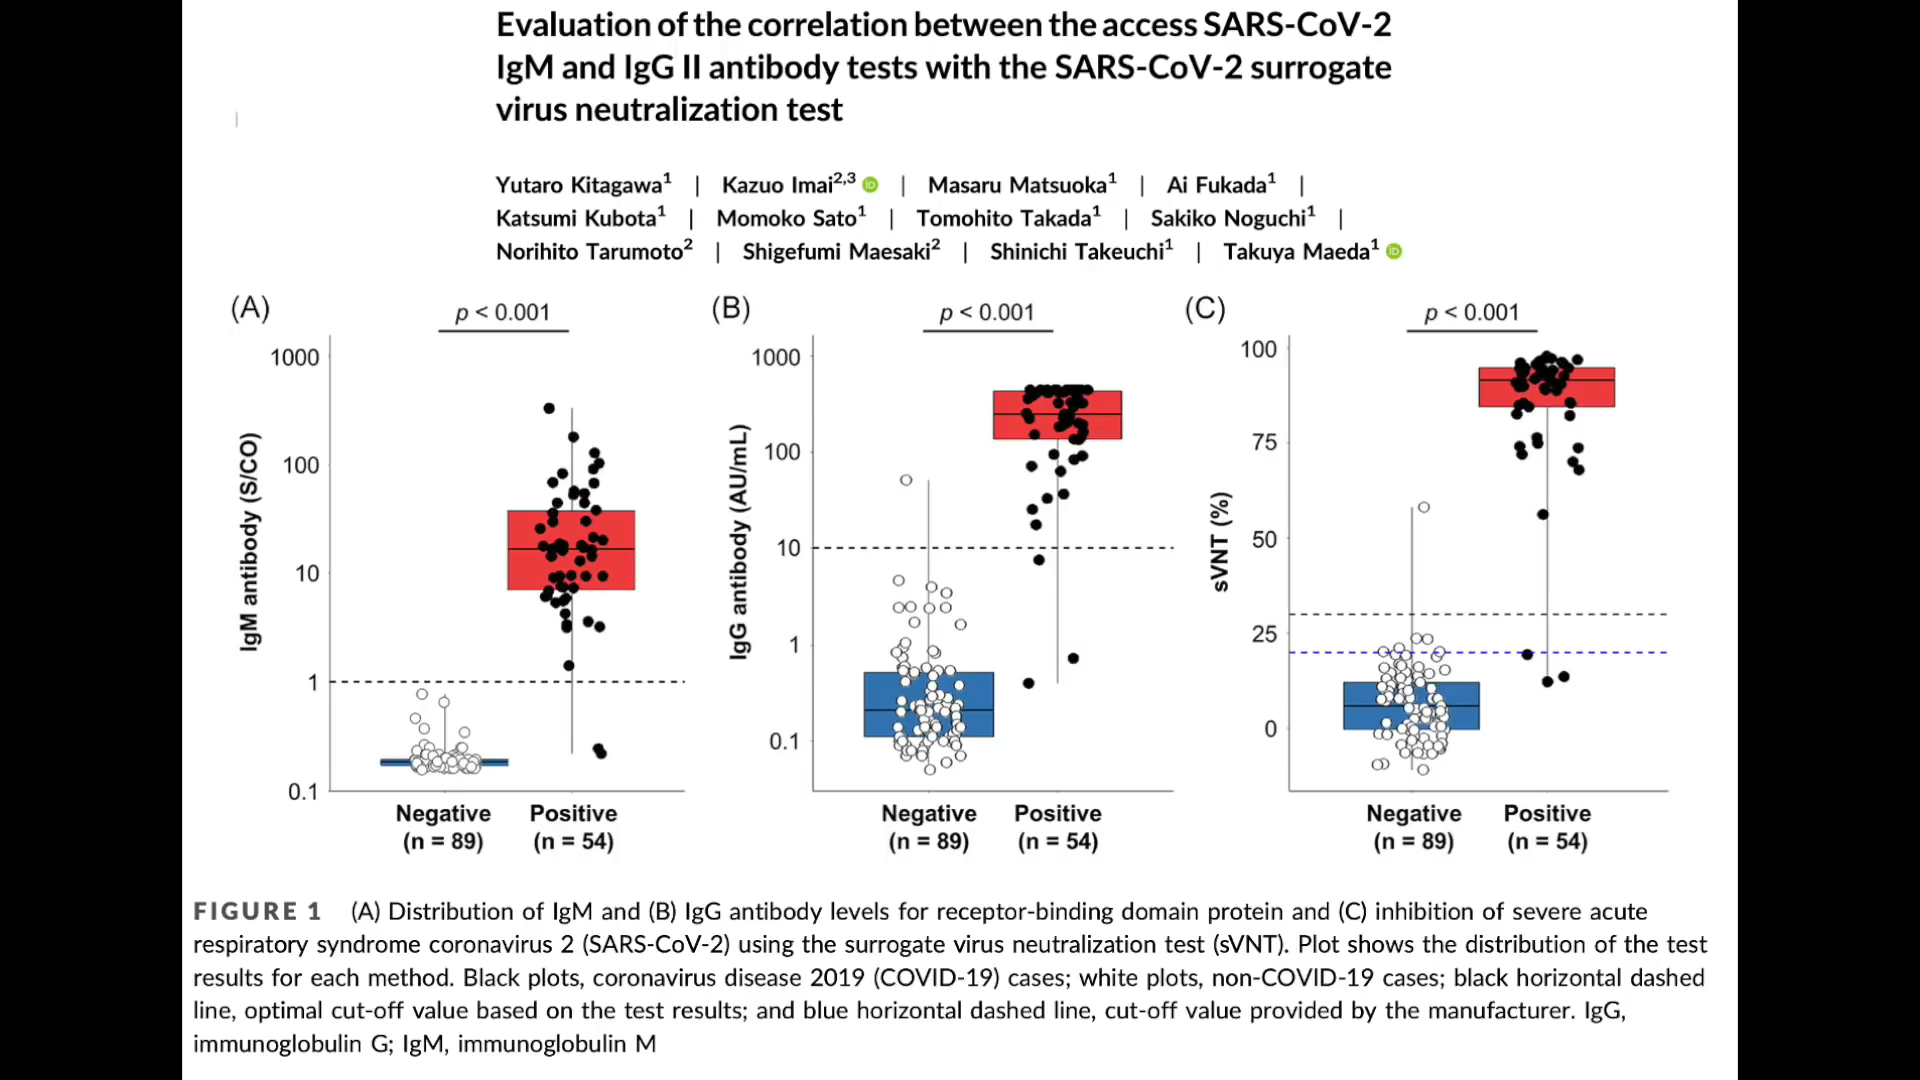 Evaluation of the correlation between the access SARS-CoV-2
IgM and IgG II antibody tests with the SARS-CoV-2 surrogate
virus neutralization test
Yutaro Kitagawa1 | Kazuo Imai2,3 iD | Masaru Matsuoka1 | Ai Fukada1 |
Katsumi Kubota1 | Momoko Sato1 | Tomohito Takada1 | Sakiko Noguchi1 |
Norihito Tarumoto2 | Shigefumi Maesaki2 | Shinichi Takeuchi1 | Takuya Maeda1 iD
(A)
p < 0.001
IgM antibody (S/CO)
1000
100
10
1
0.1
Negative
(n = 89)
Positive
(n = 54)
(B)
p < 0.001
IgG antibody (AU/mL)
1000
100
10
1
0.1
Negative
(n = 89)
Positive
(n = 54)
(C)
p < 0.001
sVNT (%)
100
75
50
25
0
Negative
(n = 89)
Positive
(n = 54)
FIGURE 1 (A) Distribution of IgM and (B) IgG antibody levels for receptor-binding domain protein and (C) inhibition of severe acute
respiratory syndrome coronavirus 2 (SARS-CoV-2) using the surrogate virus neutralization test (sVNT). Plot shows the distribution of the test
results for each method. Black plots, coronavirus disease 2019 (COVID-19) cases; white plots, non-COVID-19 cases; black horizontal dashed
line, optimal cut-off value based on the test results; and blue horizontal dashed line, cut-off value provided by the manufacturer. IgG,
immunoglobulin G; IgM, immunoglobulin M